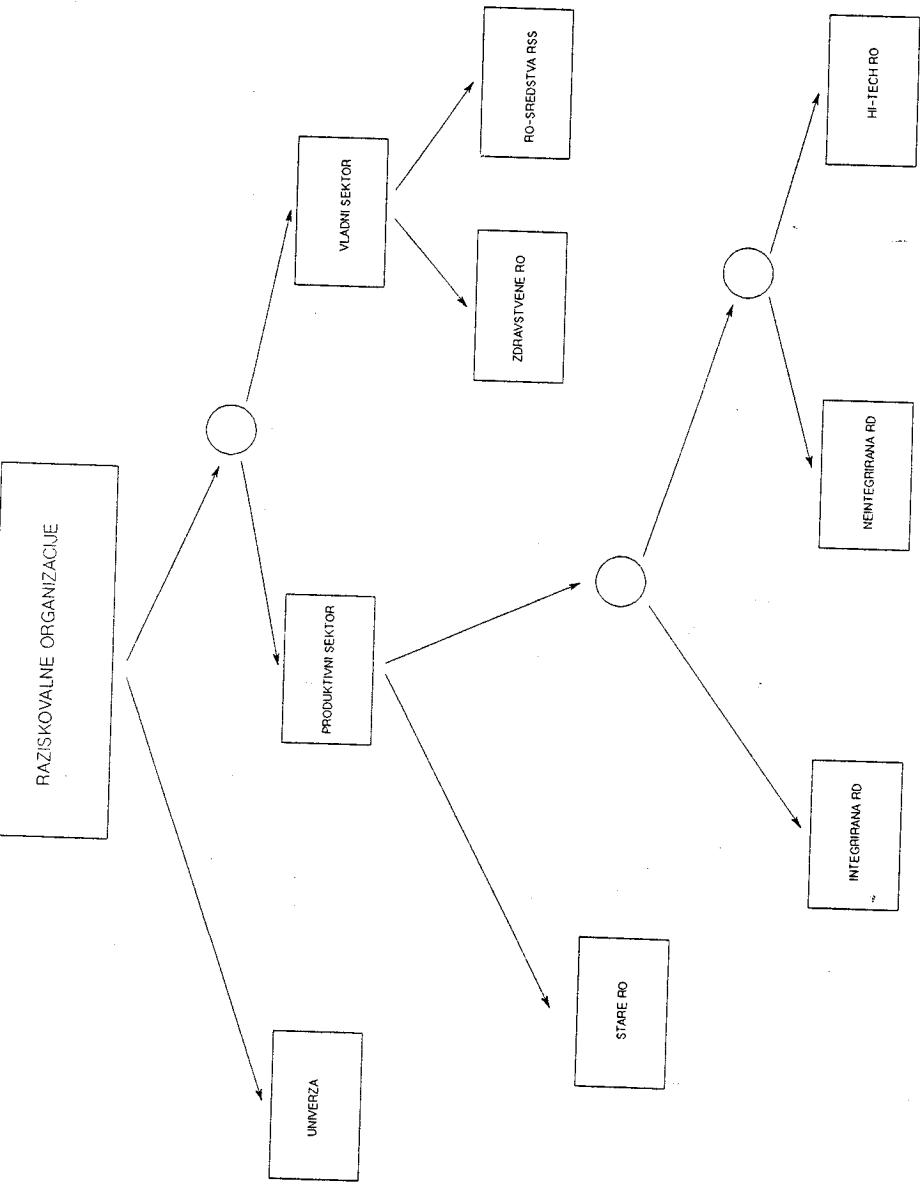 RAZISKOVALNE ORGANIZACIJE
UNIVERZA
PRODUKTIVNI SEKTOR
VLADNI SEKTOR
STARE RO
ZDRAVSTVENE RO
RO-SREDSTVA RSS
INTEGRIRANA RD
NEINTEGRIRANA RD
HI-TECH RO